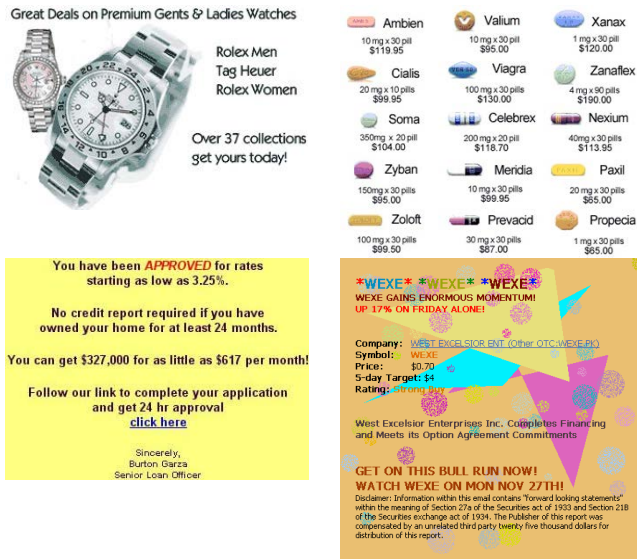 Great Deals on Premium Gents & Ladies Watches
Rolex Men
Tag Heuer
Rolex Women
Over 37 collections
get yours today!
Ambien
10 mg x 30 pills
$119.95
Valium
10 mg x 30 pills
$95.00
Xanax
1 mg x 30 pills
$120.00
Cialis
20 mg x 10 pills
$99.95
Viagra
100 mg x 30 pills
$130.00
Zanaflex
4 mg x 90 pills
$190.00
Soma
350mg x 20 pill
$104.00
Celebrex
200 mg x 20 pill
$118.70
Nexium
40mg x 30 pills
$113.95
Zyban
150mg x 30 pills
$95.00
Meridia
10 mg x 30 pills
$99.95
Paxil
20 mg x 30 pills
$65.00
Zoloft
100 mg x 30 pills
$99.50
Prevacid
30 mg x 30 pills
$87.00
Propecia
1 mg x 30 pills
$65.00
You have been APPROVED for rates
starting as low as 3.25%.
No credit report required if you have
owned your home for at least 24 months.
You can get $327,000 for as little as $617 per month!
Follow our link to complete your application
and get 24 hr approval
click here
Sincerely,
Burton Garza
Senior Loan Officer
*WEXE* *WEXE* *WEXE*
WEXE GAINS ENORMOUS MOMENTUM!
UP 17% ON FRIDAY ALONE!
Company: WEST EXCELSIOR ENT (Other OTC:WEXE.PK)
Symbol: WEXE
Price: $0.70
5-day Target: $4
Rating: Strong Buy
West Excelsior Enterprises Inc. Completes Financing
and Meets its Option Agreement Commitments
GET ON THIS BULL RUN NOW!
WATCH WEXE ON MON NOV 27TH!
Disclaimer: Information within this email contains "forward looking statements"
within the meaning of Section 27a of the Securities act of 1933 and Section 21B
of the Securities exchange act of 1934. The Publisher of this report was
compensated by an unrelated third party twenty five thousand dollars for
distribution of this report.